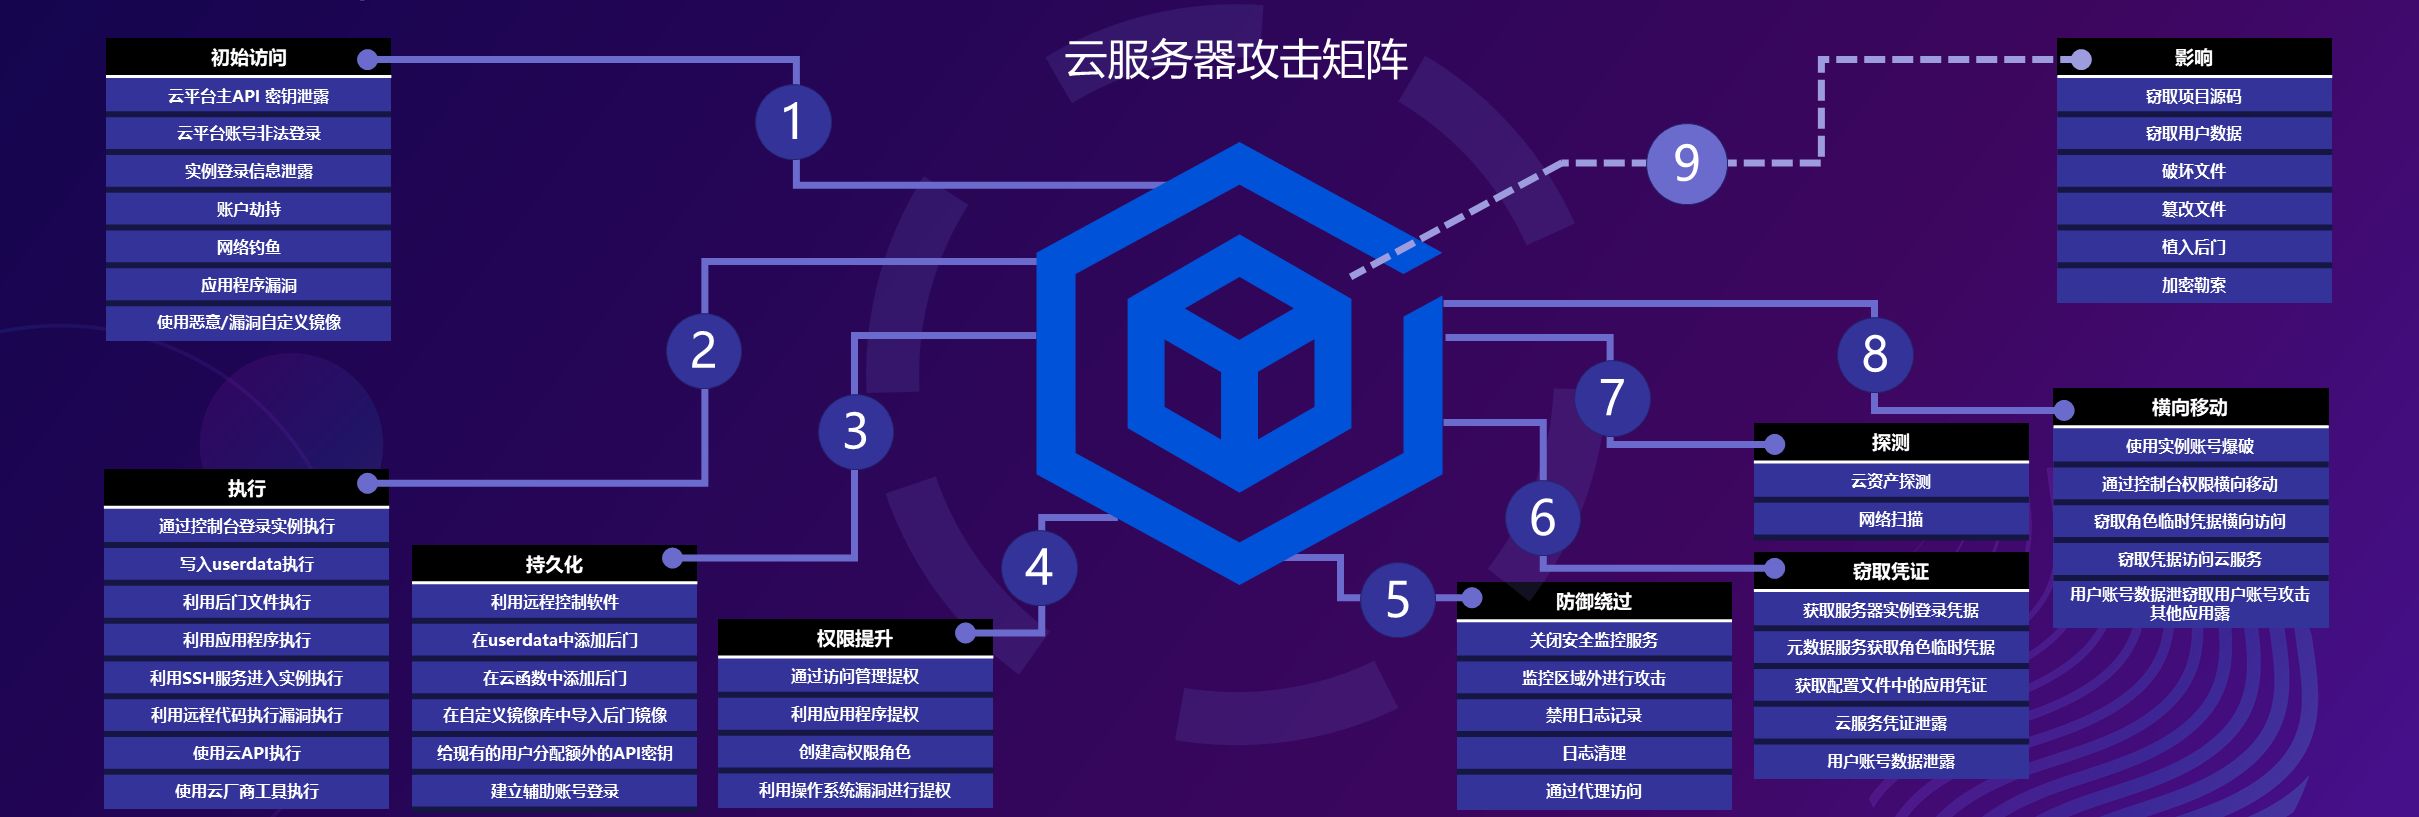 云服务器攻击矩阵
1
初始访问
云平台主API 密钥泄露
云平台账号非法登录
实例登录信息泄露
账户劫持
网络钓鱼
应用程序漏洞
使用恶意/漏洞自定义镜像
2
执行
通过控制台登录实例执行
写入userdata执行
利用后门文件执行
利用应用程序执行
利用SSH服务进入实例执行
利用远程代码执行漏洞执行
使用云API执行
使用云厂商工具执行
3
持久化
利用远程控制软件
在userdata中添加后门
在云函数中添加后门
在自定义镜像库中导入后门镜像
给现有的用户分配额外的API密钥
建立辅助账号登录
4
权限提升
通过访问管理提权
利用应用程序提权
创建高权限角色
利用操作系统漏洞进行提权
5
防御绕过
关闭安全监控服务
监控区域外进行攻击
禁用日志记录
日志清理
通过代理访问
6
窃取凭证
获取服务器实例登录凭据
元数据服务获取角色临时凭据
获取配置文件中的应用凭证
云服务凭证泄露
用户账号数据泄露
7
探测
云资产探测
网络扫描
8
横向移动
使用实例账号爆破
通过控制台权限横向移动
窃取角色临时凭据横向访问
窃取凭据访问云服务
用户账号数据泄窃取用户账号攻击
其他应用露
9
影响
窃取项目源码
窃取用户数据
破坏文件
篡改文件
植入后门
加密勒索